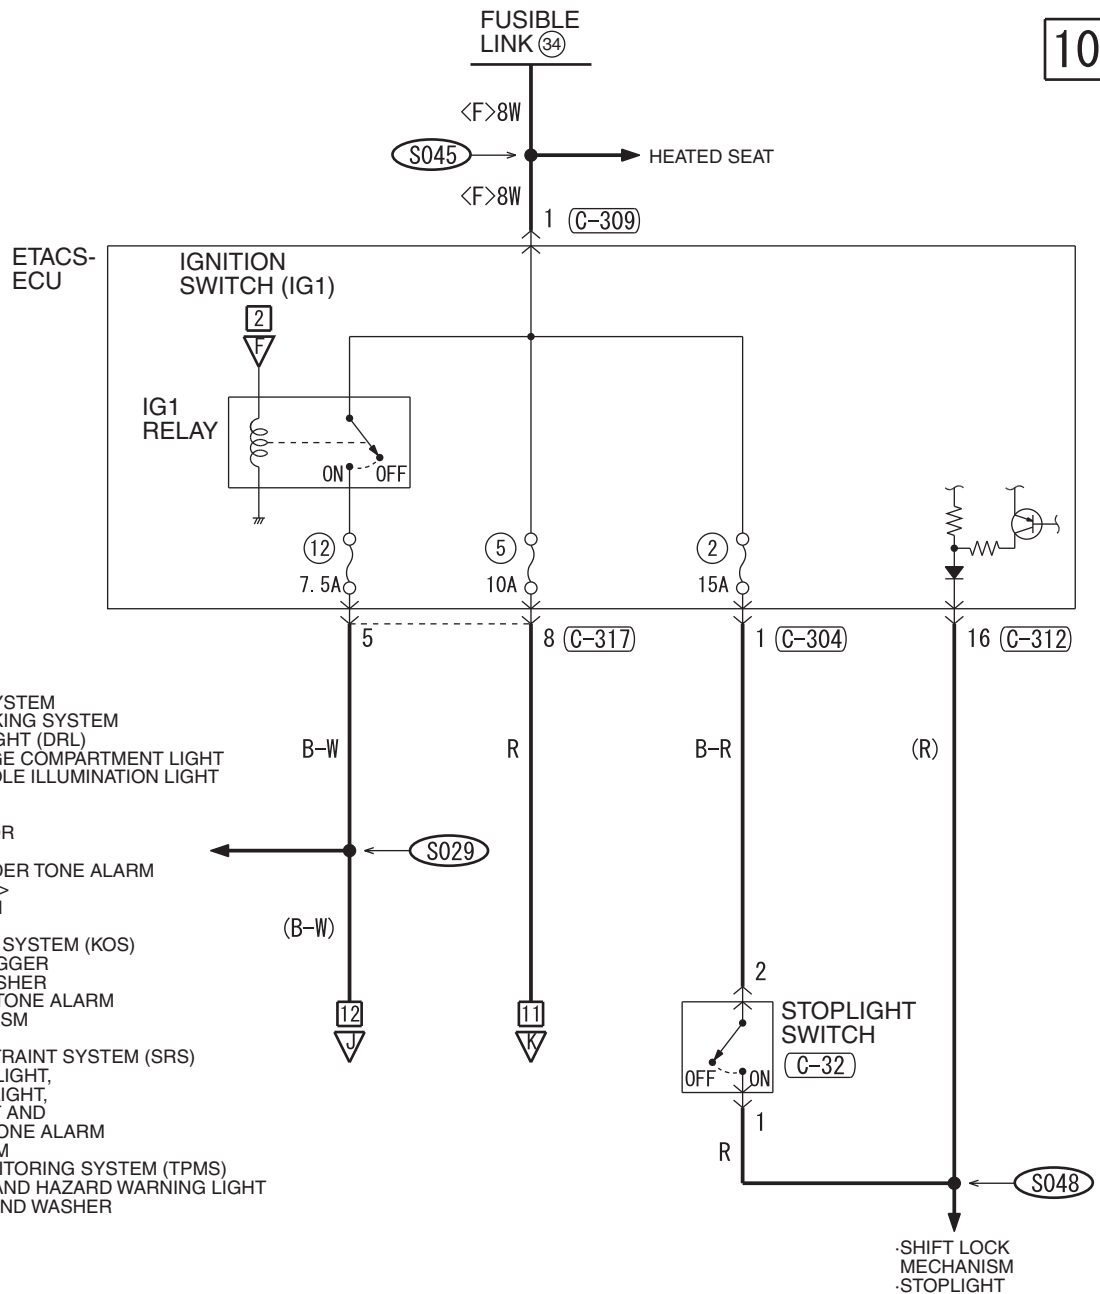 FUSIBLE
LINK 34
10
<F>8W
S045
HEATED SEAT
<F>8W
1 C-309
ETACS-
ECU
IGNITION
SWITCH (IG1)
2
F
IG1
RELAY
ON OFF
12
7.5A
5
10A
2
15A
5
8 C-317
1 C-304
16 C-312
B-W
R
B-R
(R)
YSTEM
KING SYSTEM
GHT (DRL)
GE COMPARTMENT LIGHT
DLE ILLUMINATION LIGHT
OR
DER TONE ALARM
>
SYSTEM (KOS)
GGER
SHER
TONE ALARM
SM
TRAINT SYSTEM (SRS)
LIGHT,
LIGHT,
T AND
ONE ALARM
M
ITORING SYSTEM (TPMS)
AND HAZARD WARNING LIGHT
ND WASHER
S029
(B-W)
12
J
11
K
2
STOPLIGHT
SWITCH
C-32
OFF ON
1
R
S048
·SHIFT LOCK
MECHANISM
·STOPLIGHT